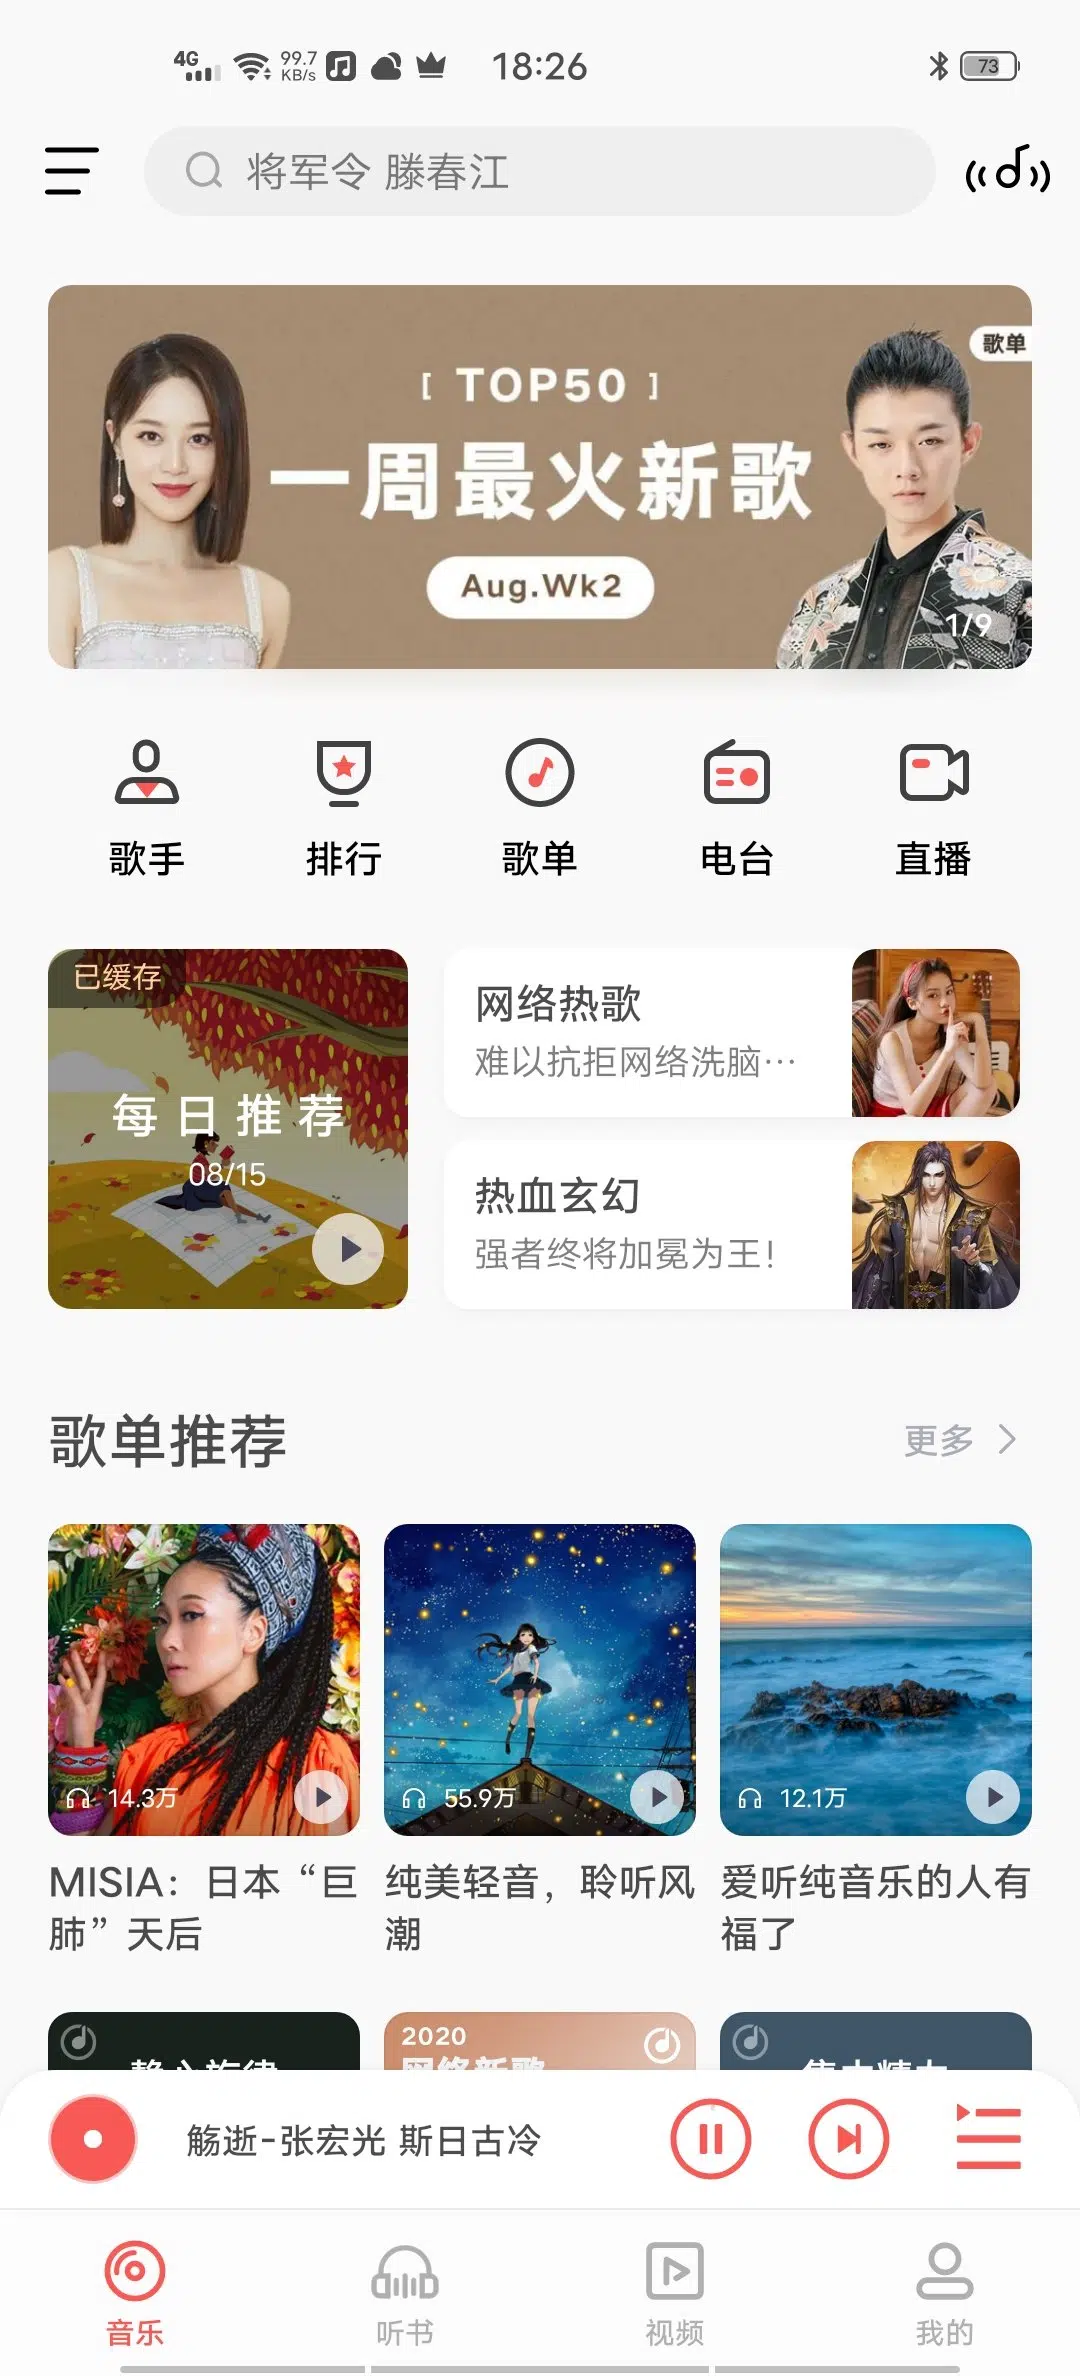 4G
99.7
KB/s
18:26
73
将军令 滕春江
歌单
[ TOP50 ]
一周最火新歌
Aug.Wk2
1/9
歌手
排行
歌单
电台
直播
已缓存
每日推荐
08/15
网络热歌
难以抗拒网络洗脑…
热血玄幻
强者终将加冕为王!
歌单推荐
更多
14.3万
55.9万
12.1万
MISIA：日本“巨
肺”天后
纯美轻音，聆听风
潮
爱听纯音乐的人有
福了
2020
网络新歌
觞逝-张宏光 斯日古冷
音乐
听书
视频
我的